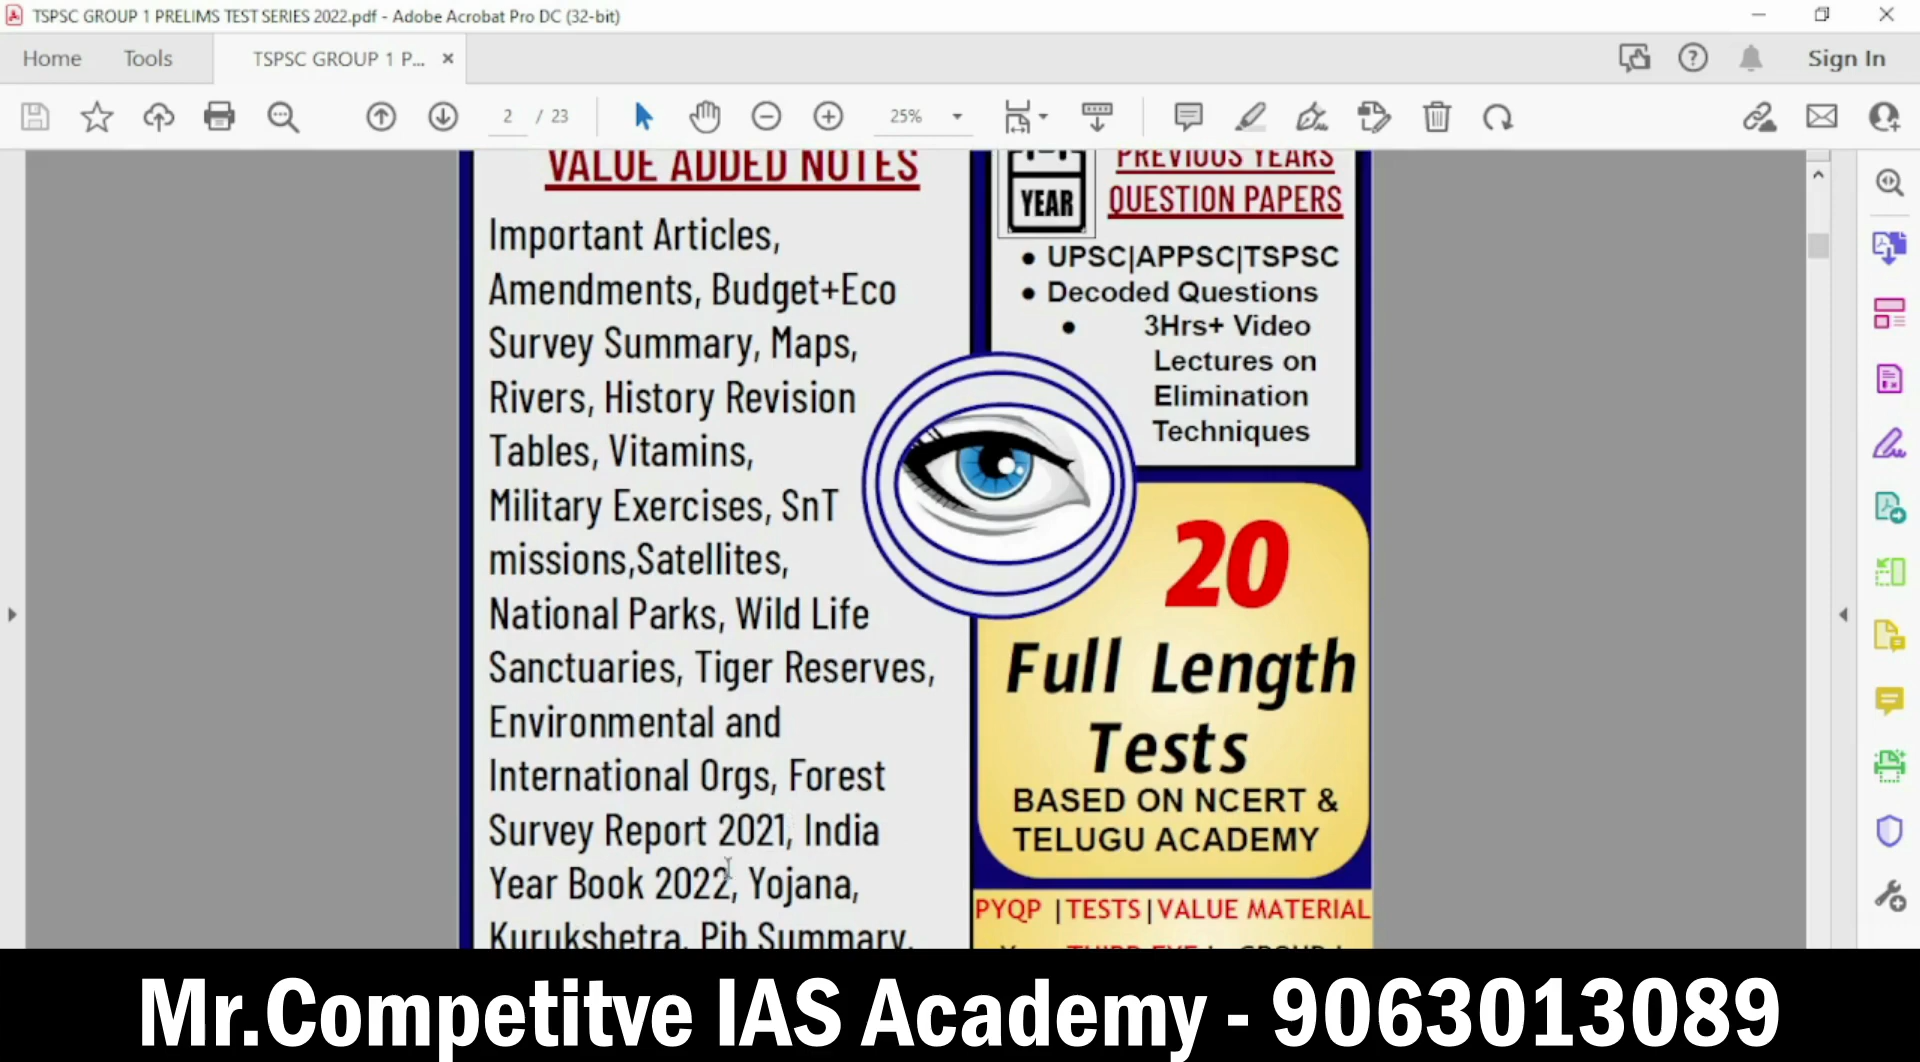 TSPSC GROUP 1 PRELIMS TEST SERIES 2022.pdf - Adobe Acrobat Pro DC (32-bit)
Home Tools TSPSC GROUP 1 P... × Sign In
2 / 23 25%
VALUE ADDED NOTES
Important Articles,
Amendments, Budget+Eco
Survey Summary, Maps,
Rivers, History Revision
Tables, Vitamins,
Military Exercises, SnT
missions,Satellites,
National Parks, Wild Life
Sanctuaries, Tiger Reserves,
Environmental and
International Orgs, Forest
Survey Report 2021, India
Year Book 2022, Yojana,
Kurukshetra, Pib Summary,
YEAR
PREVIOUS YEARS
QUESTION PAPERS
• UPSC|APPSC|TSPSC
• Decoded Questions
• 3Hrs+ Video
Lectures on
Elimination
Techniques
20
Full Length
Tests
BASED ON NCERT &
TELUGU ACADEMY
PYQP |TESTS|VALUE MATERIAL
Mr.Competitve IAS Academy - 9063013089